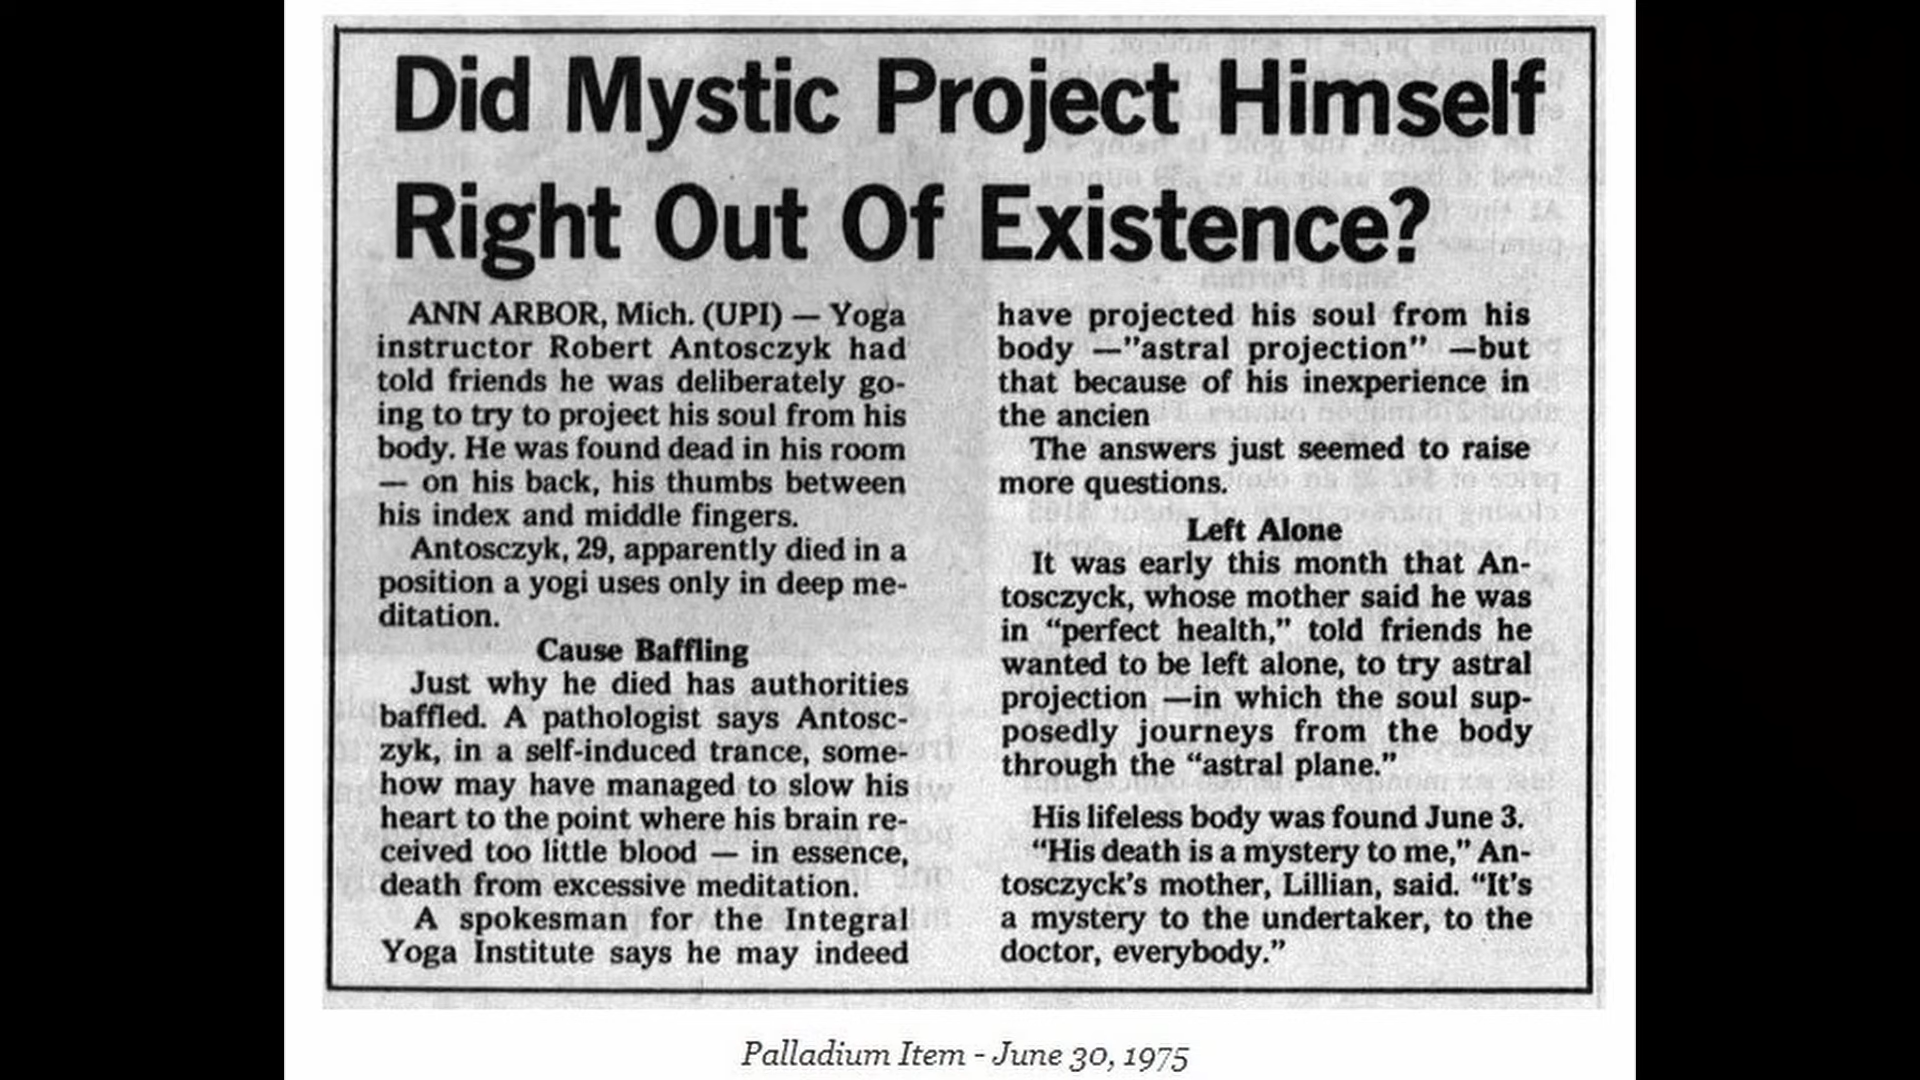 Did Mystic Project Himself
Right Out Of Existence?
ANN ARBOR, Mich. (UPI) — Yoga
instructor Robert Antosczyk had
told friends he was deliberately go-
ing to try to project his soul from his
body. He was found dead in his room
— on his back, his thumbs between
his index and middle fingers.
Antosczyk, 29, apparently died in a
position a yogi uses only in deep me-
ditation.
Cause Baffling
Just why he died has authorities
baffled. A pathologist says Antosc-
zyk, in a self-induced trance, some-
how may have managed to slow his
heart to the point where his brain re-
ceived too little blood — in essence,
death from excessive meditation.
A spokesman for the Integral
Yoga Institute says he may indeed
have projected his soul from his
body —"astral projection" —but
that because of his inexperience in
the ancien
The answers just seemed to raise
more questions.
Left Alone
It was early this month that An-
tosczyck, whose mother said he was
in "perfect health," told friends he
wanted to be left alone, to try astral
projection —in which the soul sup-
posedly journeys from the body
through the "astral plane."
His lifeless body was found June 3.
"His death is a mystery to me," An-
tosczyck's mother, Lillian, said. "It's
a mystery to the undertaker, to the
doctor, everybody."
Palladium Item - June 30, 1975